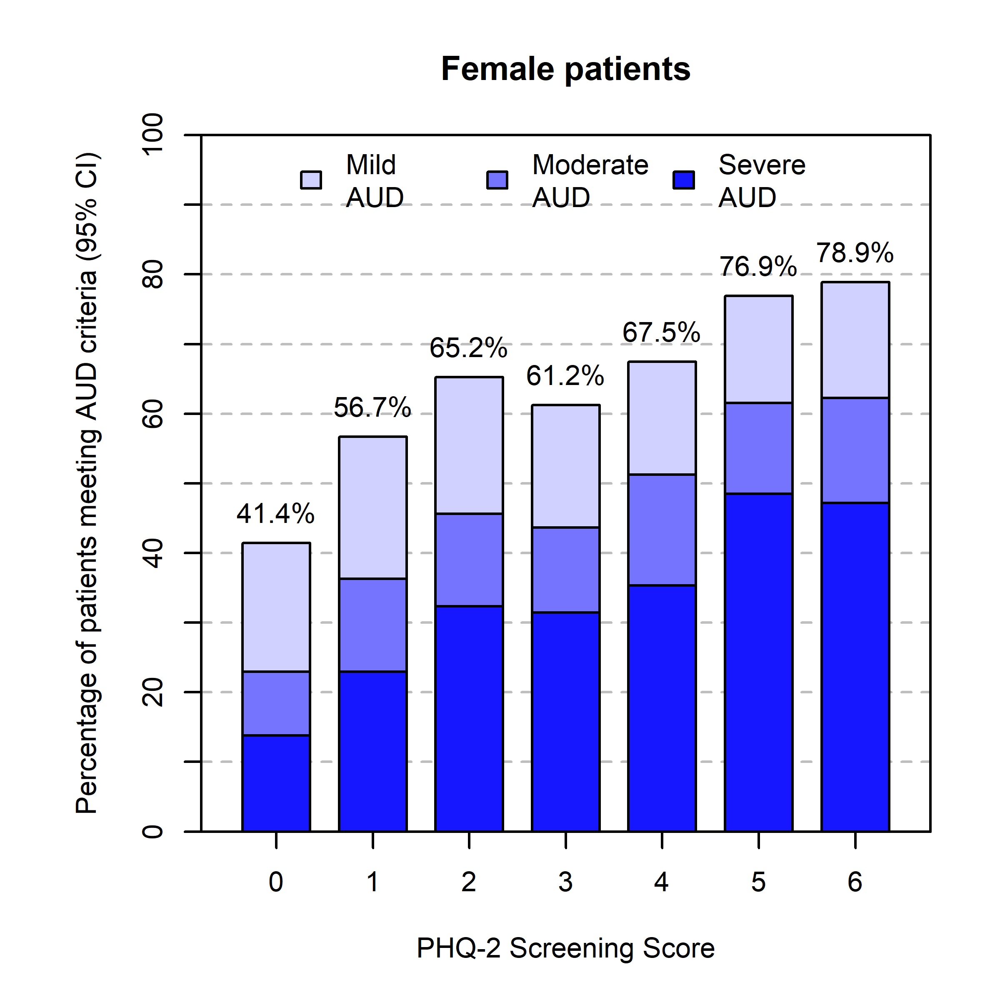 Female patients
Percentage of patients meeting AUD criteria (95% CI)
100
80
60
40
20
0
Mild
AUD
Moderate
AUD
Severe
AUD
41.4%
56.7%
65.2%
61.2%
67.5%
76.9%
78.9%
0 1 2 3 4 5 6
PHQ-2 Screening Score